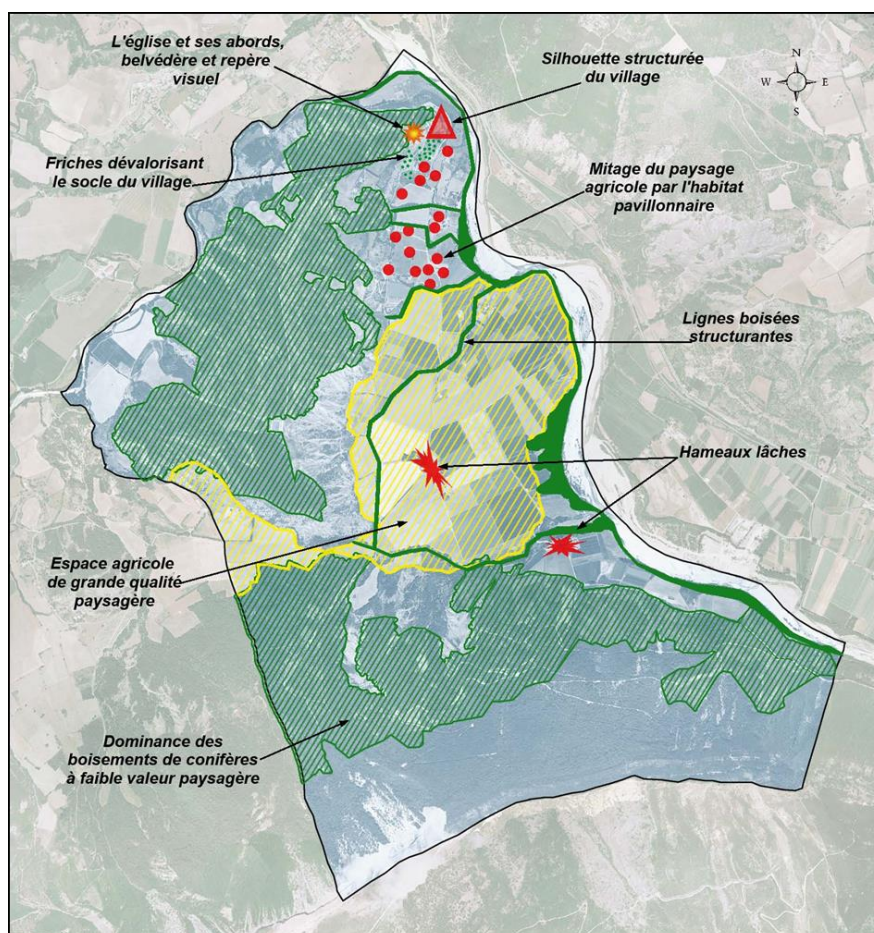 L'église et ses abords,
belvédère et repère
visuel
Silhouette structurée
du village
N
W
E
S
Friches dévalorisant
le socle du village
Mitage du paysage
agricole par l'habitat
pavillonnaire
Lignes boisées
structurantes
Hameaux lâches
Espace agricole
de grande qualité
paysagère
Dominance des
boisements de conifères
à faible valeur paysagère